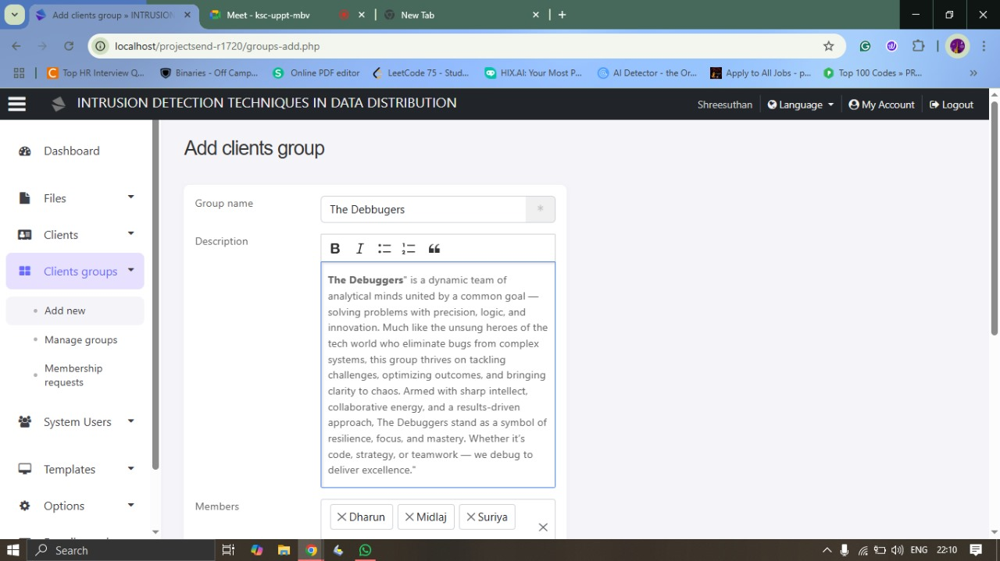 Add clients group » INTRUSION
Meet - ksc-uppt-mbv
New Tab
localhost/projectsend-r1720/groups-add.php
Top HR Interview Q...
Binaries - Off Camp...
Online PDF editor
LeetCode 75 - Stud...
HIX.AI: Your Most P...
AI Detector - the Or...
Apply to All Jobs - p...
Top 100 Codes » PR...
INTRUSION DETECTION TECHNIQUES IN DATA DISTRIBUTION
Shreesuthan
Language
My Account
Logout
Dashboard
Files
Clients
Clients groups
Add new
Manage groups
Membership
requests
System Users
Templates
Options
Add clients group
Group name
The Debbugers
*
Description
B I
The Debuggers" is a dynamic team of
analytical minds united by a common goal —
solving problems with precision, logic, and
innovation. Much like the unsung heroes of the
tech world who eliminate bugs from complex
systems, this group thrives on tackling
challenges, optimizing outcomes, and bringing
clarity to chaos. Armed with sharp intellect,
collaborative energy, and a results-driven
approach, The Debuggers stand as a symbol of
resilience, focus, and mastery. Whether it's
code, strategy, or teamwork — we debug to
deliver excellence."
Members
Dharun
Midlaj
Suriya
Search
ENG
22:10